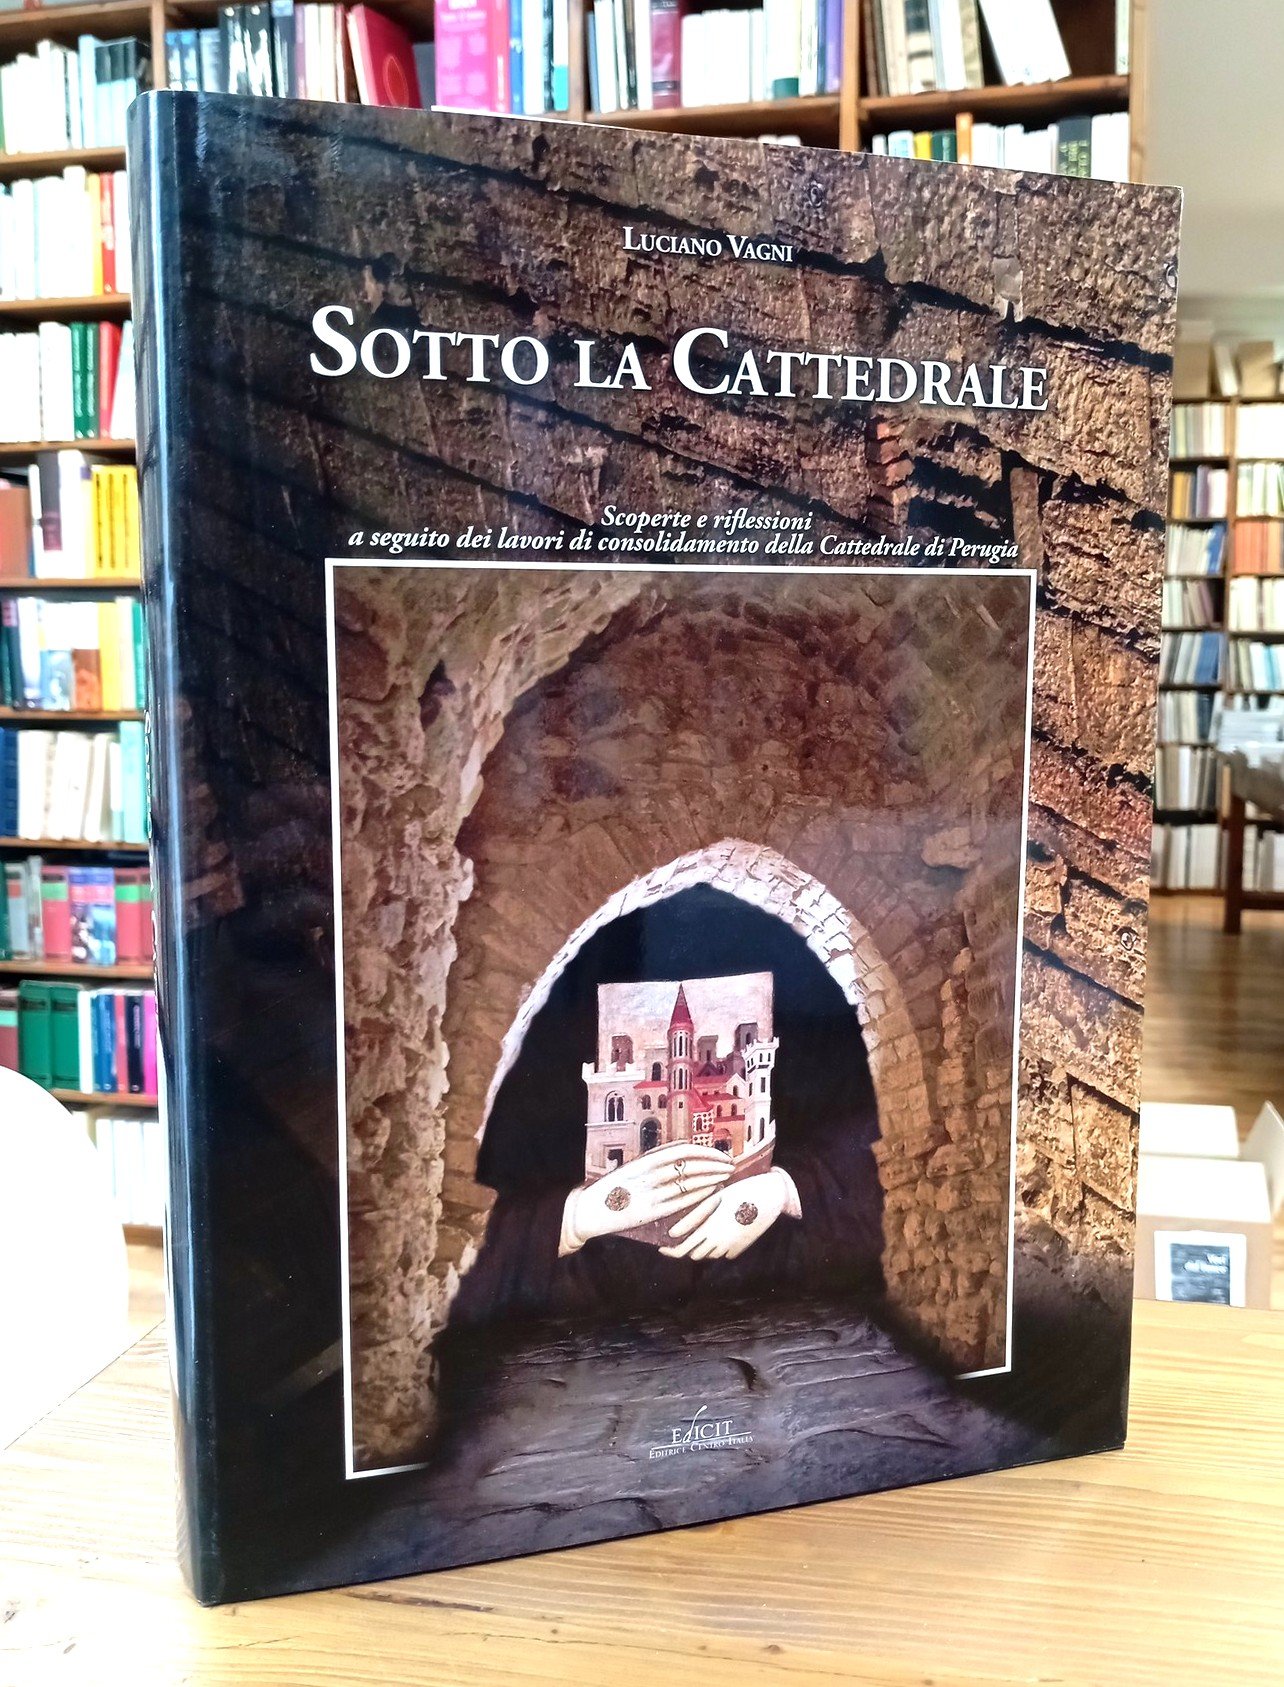 LUCIANO VAGNI
SOTTO LA CATTEDRALE
Scoperte e riflessioni
a seguito dei lavori di consolidamento della Cattedrale di Perugia
EdICIT
EDITRICE CENTRO ITALIA